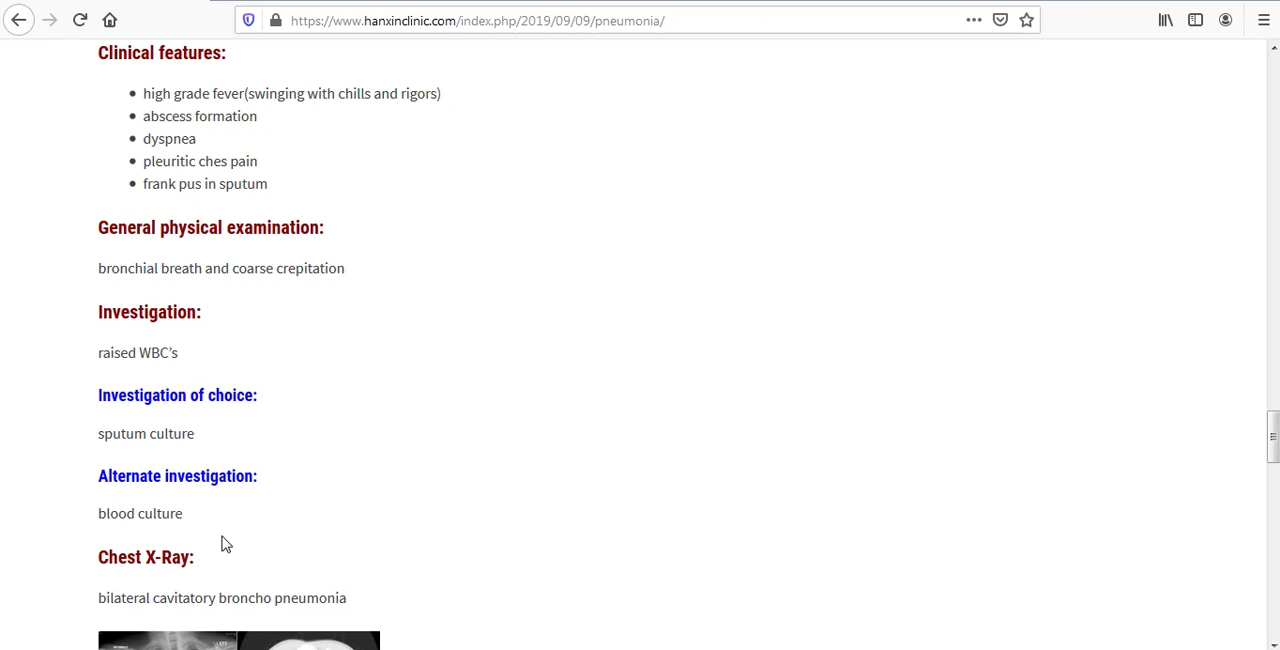 https://www.hanxinclinic.com/index.php/2019/09/09/pneumonia/
Clinical features:
high grade fever(swinging with chills and rigors)
abscess formation
dyspnea
pleuritic ches pain
frank pus in sputum
General physical examination:
bronchial breath and coarse crepitation
Investigation:
raised WBC’s
Investigation of choice:
sputum culture
Alternate investigation:
blood culture
Chest X-Ray:
bilateral cavitatory broncho pneumonia
LEFT